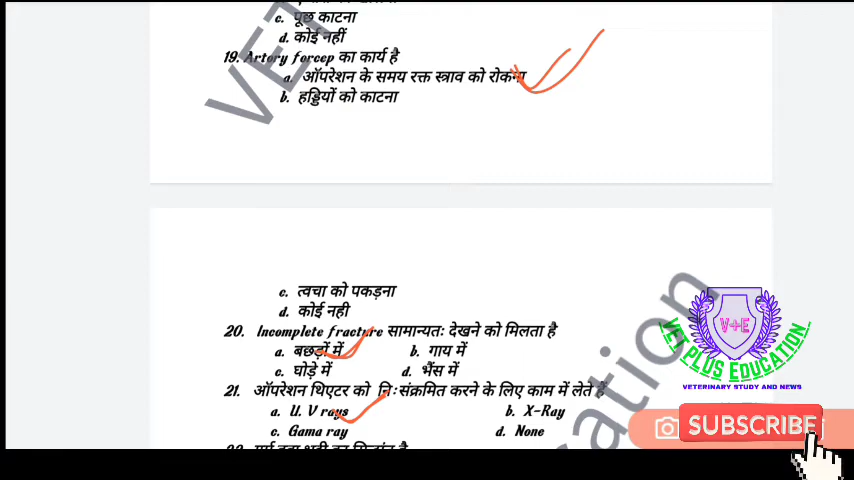 c. पूछ काटना
d. कोई नहीं
19. Artory forcep का कार्य है
a. ऑपरेशन के समय रक्त स्त्राव को रोकना
b. हड्डियों को काटना
VET
c. त्वचा को पकड़ना
d. कोई नही
20. Incomplete fracture सामान्यतः देखने को मिलता है
a. बछड़ों में b. गाय में
c. घोड़े में d. भैंस में
21. ऑपरेशन थिएटर को निःसंक्रमित करने के लिए काम में लेते हैं
a. U. V rays b. X-Ray
c. Gama ray d. None
V+E
VET PLUS EDUCATION
VETERINARY STUDY AND NEWS
SUBSCRIBE